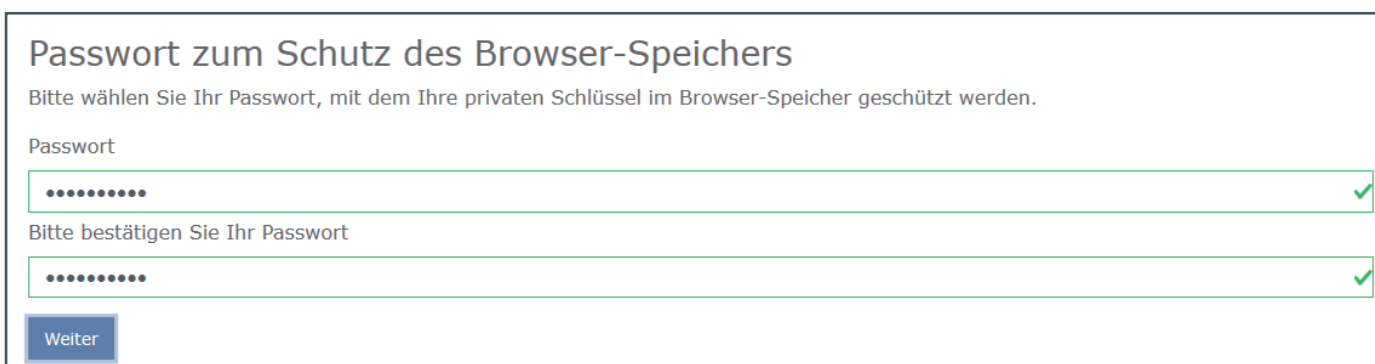 Passwort zum Schutz des Browser-Speichers
Bitte wählen Sie Ihr Passwort, mit dem Ihre privaten Schlüssel im Browser-Speicher geschützt werden.
Passwort
••••••••••
Bitte bestätigen Sie Ihr Passwort
••••••••••
Weiter